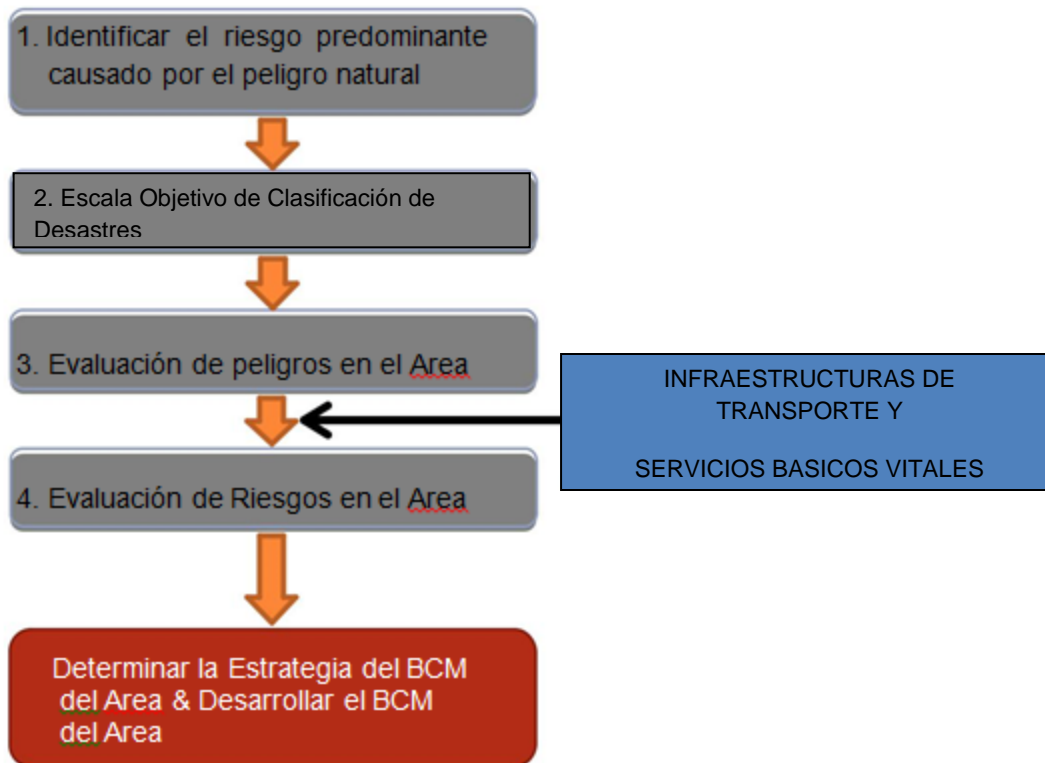 1. Identificar el riesgo predominante
causado por el peligro natural
2. Escala Objetivo de Clasificación de
Desastres
3. Evaluación de peligros en el Area
INFRAESTRUCTURAS DE
TRANSPORTE Y
SERVICIOS BASICOS VITALES
4. Evaluación de Riesgos en el Area
Determinar la Estrategia del BCM
del Area & Desarrollar el BCM
del Area